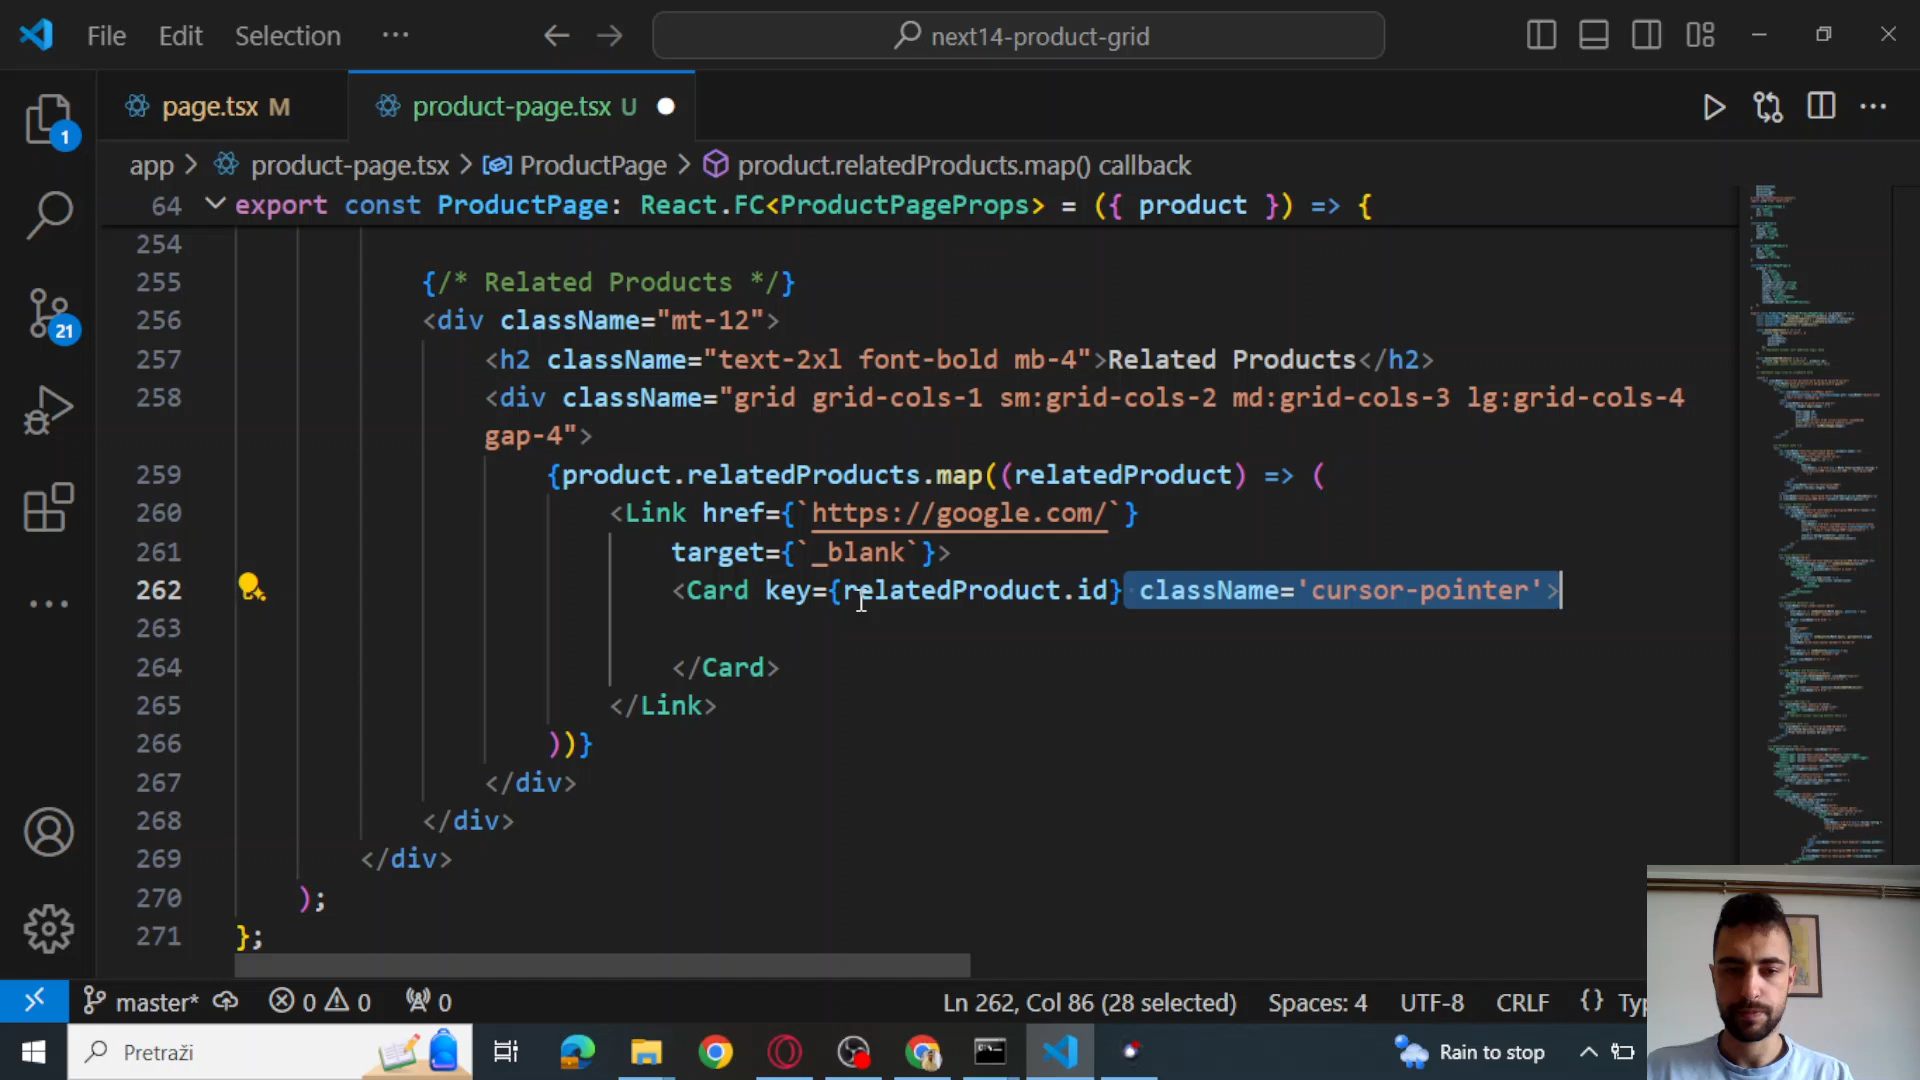 File Edit Selection ··· next14-product-grid
page.tsx M product-page.tsx U
app > product-page.tsx > ProductPage > product.relatedProducts.map() callback
64 export const ProductPage: React.FC<ProductPageProps> = ({ product }) => {
254
255 {/* Related Products */}
256 <div className="mt-12">
257 <h2 className="text-2xl font-bold mb-4">Related Products</h2>
258 <div className="grid grid-cols-1 sm:grid-cols-2 md:grid-cols-3 lg:grid-cols-4
gap-4">
259 {product.relatedProducts.map((relatedProduct) => (
260 <Link href={`https://google.com/`}
261 target={`_blank`}>
262 <Card key={relatedProduct.id} className='cursor-pointer'>
263
264 </Card>
265 </Link>
266 ))}
267 </div>
268 </div>
269 </div>
270 );
271 };
1
21
master* 0 0 0 Ln 262, Col 86 (28 selected) Spaces: 4 UTF-8 CRLF {} Typ
Pretraži Rain to stop